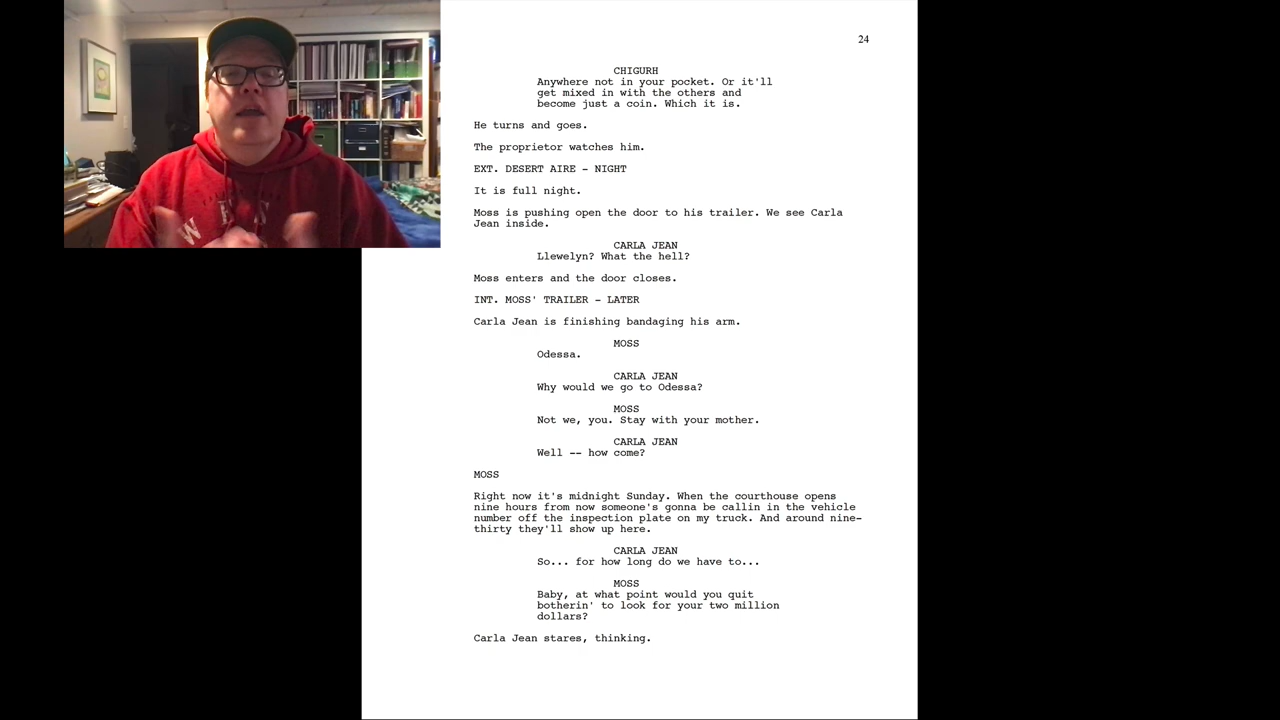 24
CHIGURH
Anywhere not in your pocket. Or it'll
get mixed in with the others and
become just a coin. Which it is.
He turns and goes.
The proprietor watches him.
EXT. DESERT AIRE - NIGHT
It is full night.
Moss is pushing open the door to his trailer. We see Carla
Jean inside.
CARLA JEAN
Llewelyn? What the hell?
Moss enters and the door closes.
INT. MOSS' TRAILER - LATER
Carla Jean is finishing bandaging his arm.
MOSS
Odessa.
CARLA JEAN
Why would we go to Odessa?
MOSS
Not we, you. Stay with your mother.
CARLA JEAN
Well -- how come?
MOSS
Right now it's midnight Sunday. When the courthouse opens
nine hours from now someone's gonna be callin in the vehicle
number off the inspection plate on my truck. And around nine-
thirty they'll show up here.
CARLA JEAN
So... for how long do we have to...
MOSS
Baby, at what point would you quit
botherin' to look for your two million
dollars?
Carla Jean stares, thinking.